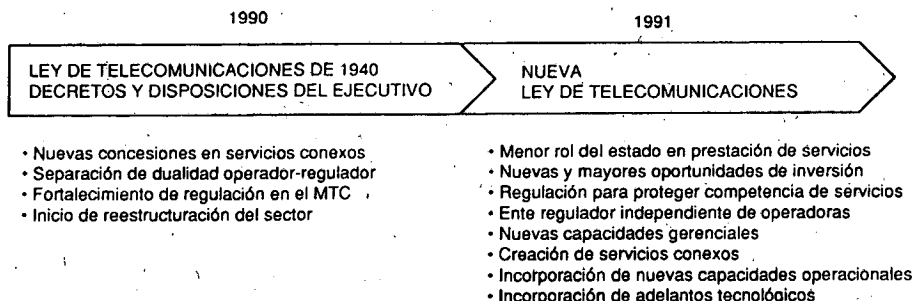 1990
LEY DE TELECOMUNICACIONES DE 1940
DECRETOS Y DISPOSICIONES DEL EJECUTIVO
• Nuevas concesiones en servicios conexos
• Separación de dualidad operador-regulador
• Fortalecimiento de regulación en el MTC
• Inicio de reestructuración del sector
1991
NUEVA
LEY DE TELECOMUNICACIONES
• Menor rol del estado en prestación de servicios
• Nuevas y mayores oportunidades de inversión
• Regulación para proteger competencia de servicios
• Ente regulador independiente de operadoras
• Nuevas capacidades gerenciales
• Creación de servicios conexos
• Incorporación de nuevas capacidades operacionales
• Incorporación de adelantos tecnológicos